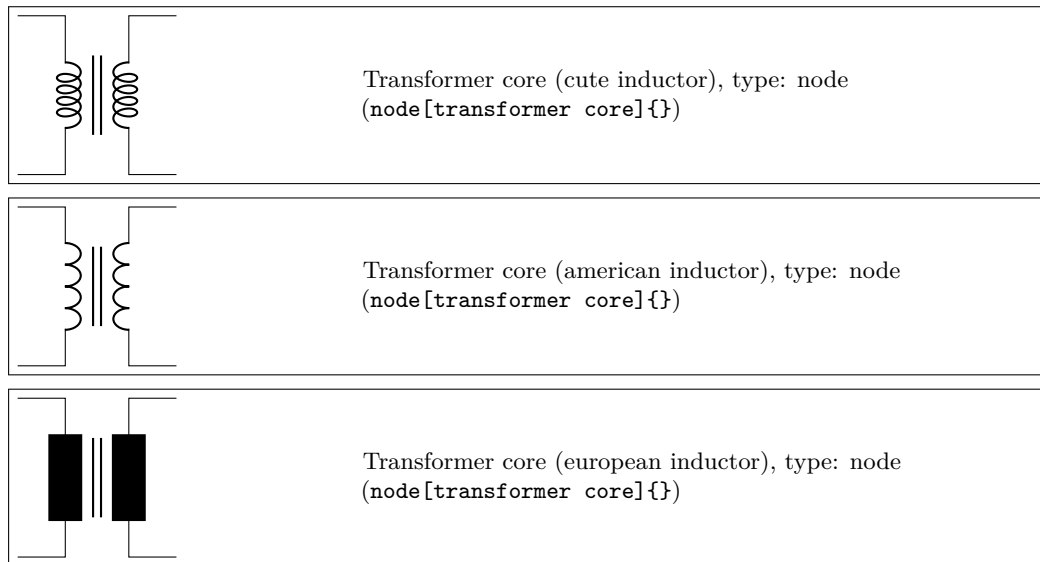 Transformer core (cute inductor), type: node
(node[transformer core]{})
Transformer core (american inductor), type: node
(node[transformer core]{})
Transformer core (european inductor), type: node
(node[transformer core]{})